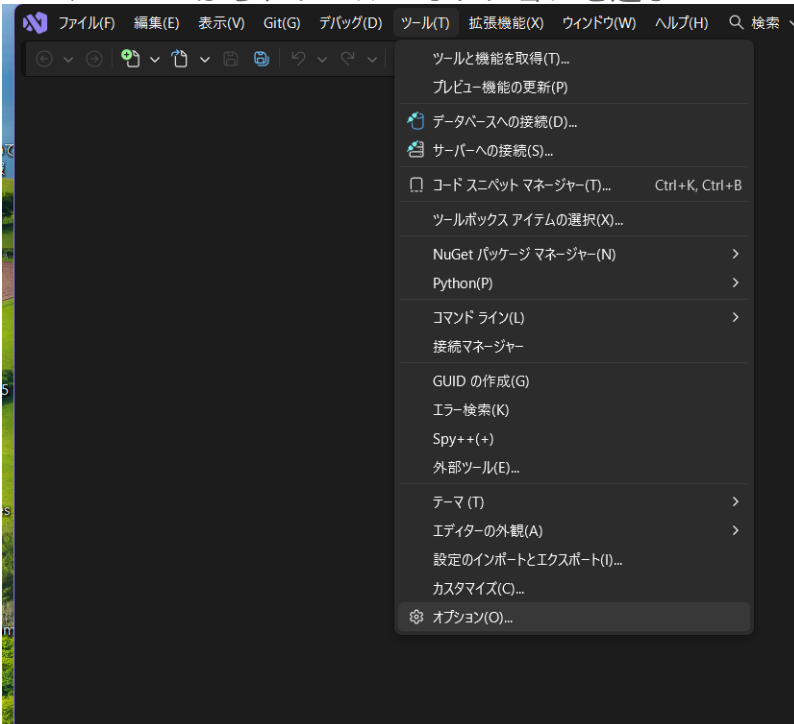 ファイル(F) 編集(E) 表示(V) Git(G) デバッグ(D) ツール(T) 拡張機能(X) ウィンドウ(W) ヘルプ(H) 検索
ツールと機能を取得(T)...
プレビュー機能の更新(P)
データベースへの接続(D)...
サーバーへの接続(S)...
コード スニペット マネージャー(T)... Ctrl+K, Ctrl+B
ツールボックス アイテムの選択(X)...
NuGet パッケージ マネージャー(N)
Python(P)
コマンド ライン(L)
接続マネージャー
GUID の作成(G)
エラー検索(K)
Spy++(+)
外部ツール(E)...
テーマ (T)
エディターの外観(A)
設定のインポートとエクスポート(I)...
カスタマイズ(C)...
オプション(O)...